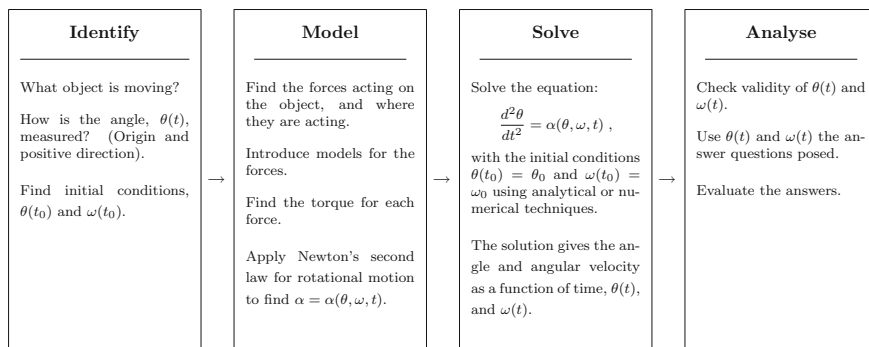 Identify
What object is moving?
How is the angle, θ(t),
measured? (Origin and
positive direction).
Find initial conditions,
θ(t₀) and ω(t₀).
→
Model
Find the forces acting on
the object, and where
they are acting.
Introduce models for the
forces.
Find the torque for each
force.
Apply Newton's second
law for rotational motion
to find α = α(θ, ω, t).
→
Solve
Solve the equation:
d²θ/dt² = α(θ, ω, t) ,
with the initial conditions
θ(t₀) = θ₀ and ω(t₀) =
ω₀ using analytical or nu-
merical techniques.
The solution gives the an-
gle and angular velocity
as a function of time, θ(t),
and ω(t).
→
Analyse
Check validity of θ(t) and
ω(t).
Use θ(t) and ω(t) the an-
swer questions posed.
Evaluate the answers.